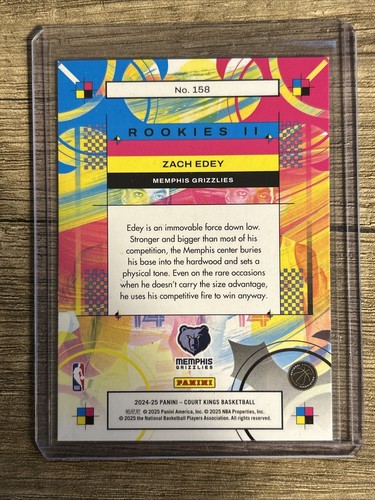 No. 158
ROOKIES II
ZACH EDEY
MEMPHIS GRIZZLIES
Edey is an immovable force down low.
Stronger and bigger than most of his
competition, the Memphis center buries
his base into the hardwood and sets a
physical tone. Even on the rare occasions
when he doesn't carry the size advantage,
he uses his competitive fire to win anyway.
14
14
MEMPHIS
GRIZZLIES
PANINI
NBA
2024-25 PANINI – COURT KINGS BASKETBALL
© 2025 Panini America, Inc. © 2025 NBA Properties, Inc.
© 2025 the National Basketball Players Association. All rights reserved.